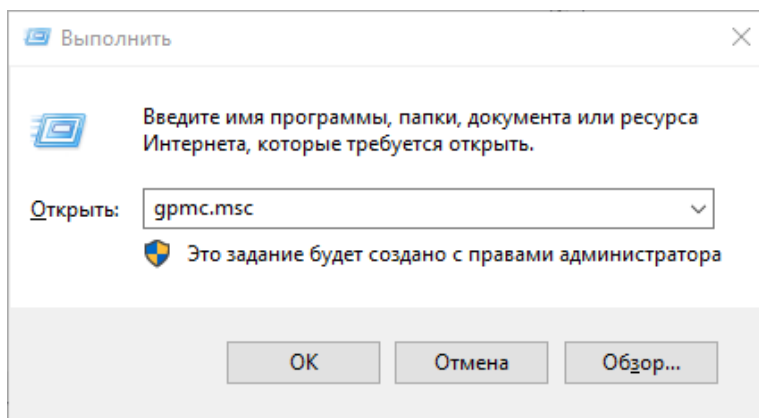 Выполнить
Введите имя программы, папки, документа или ресурса
Интернета, которые требуется открыть.
Открыть: gpmc.msc
Это задание будет создано с правами администратора
ОК Отмена Обзор...